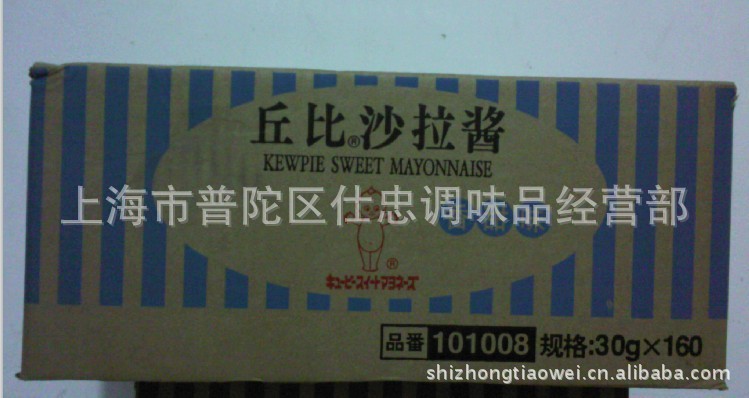 丘比®沙拉酱
KEWPIE SWEET MAYONNAISE
上海市普陀区仕忠调味品经营部
®
キューピースイートマヨネーズ
品番 101008 规格:30g×160
shizhongtiaowei.cn.alibaba.com